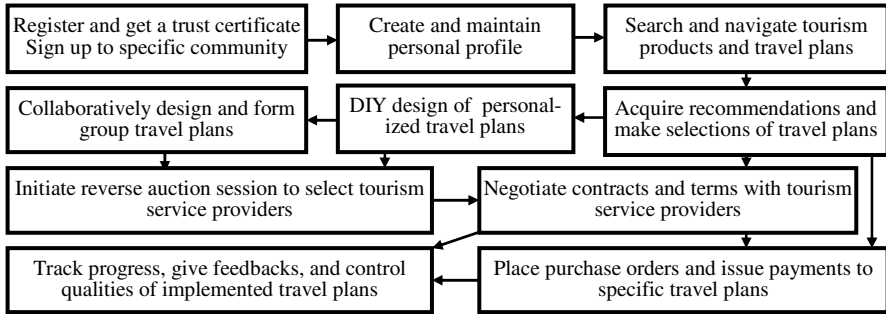 Register and get a trust certificate
Sign up to specific community
Create and maintain
personal profile
Search and navigate tourism
products and travel plans
Collaboratively design and form
group travel plans
DIY design of personal-
ized travel plans
Acquire recommendations and
make selections of travel plans
Initiate reverse auction session to select tourism
service providers
Negotiate contracts and terms with tourism
service providers
Track progress, give feedbacks, and control
qualities of implemented travel plans
Place purchase orders and issue payments to
specific travel plans